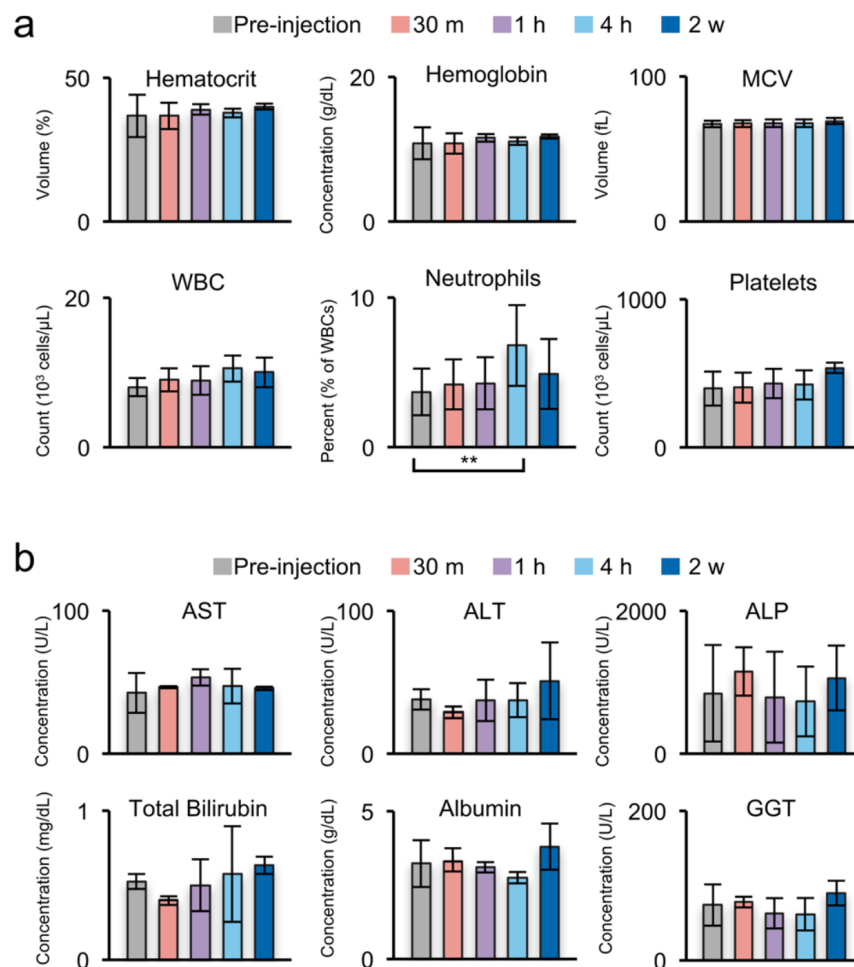 a
Pre-injection 30 m 1 h 4 h 2 w
Hematocrit
Volume (%)
50
0
Hemoglobin
Concentration (g/dL)
20
0
MCV
Volume (fL)
100
0
WBC
Count (10³ cells/µL)
20
0
Neutrophils
Percent (% of WBCs)
10
0
**
Platelets
Count (10³ cells/µL)
1000
0
b
Pre-injection 30 m 1 h 4 h 2 w
AST
Concentration (U/L)
100
0
ALT
Concentration (U/L)
100
0
ALP
Concentration (U/L)
2000
0
Total Bilirubin
Concentration (mg/dL)
1
0
Albumin
Concentration (g/dL)
5
0
GGT
Concentration (U/L)
200
0